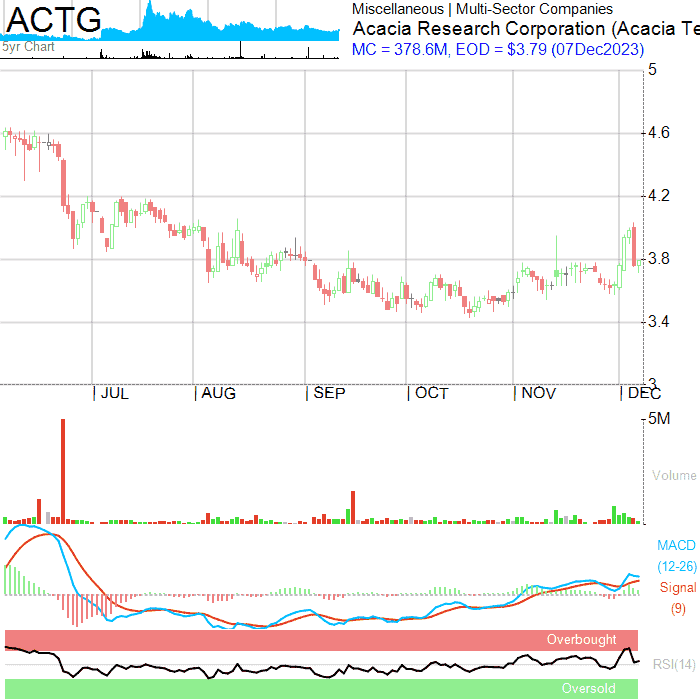 ACTG
5yr Chart
Miscellaneous | Multi-Sector Companies
Acacia Research Corporation (Acacia Te
MC = 378.6M, EOD = $3.79 (07Dec2023)
5
4.6
4.2
3.8
3.4
3
| JUL | AUG | SEP | OCT | NOV | DEC
5M
Volume
MACD
(12-26)
Signal
(9)
Overbought
RSI(14)
Oversold